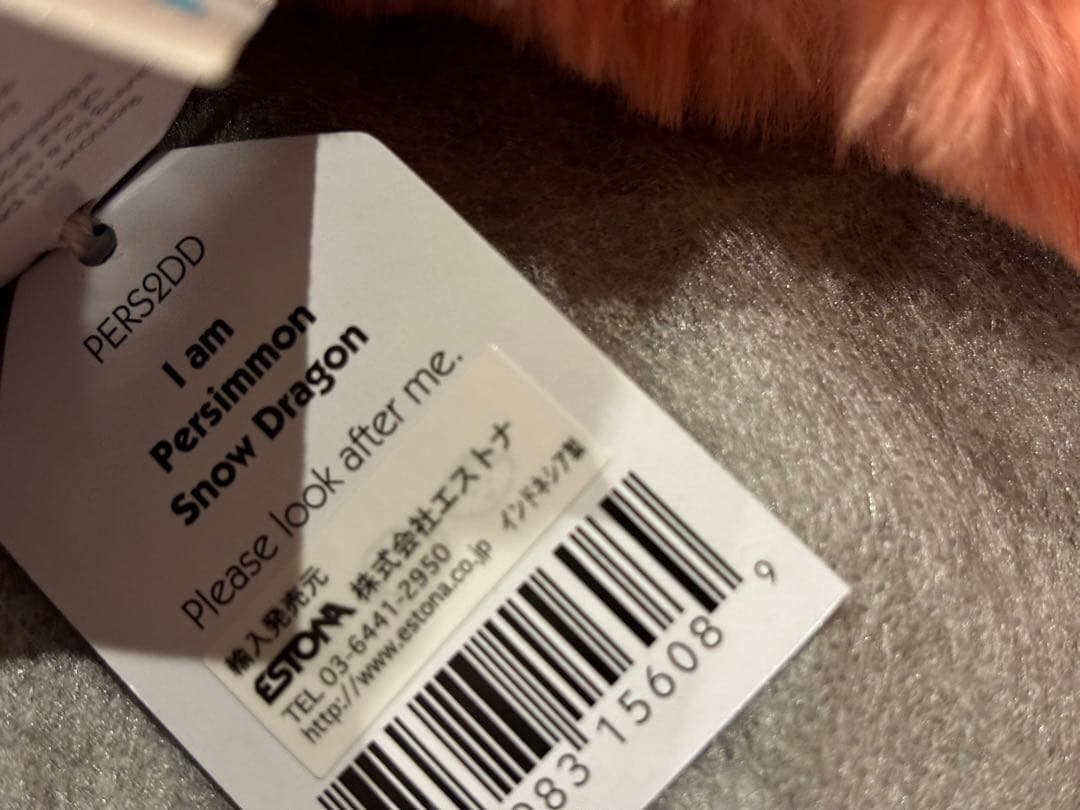 PERS2DD
I am
Persimmon
Snow Dragon
Please look after me.
輸入発売元
ESTONA 株式会社エストナ
TEL 03-6441-2950
http://www.estona.co.jp
インドネシア製
983 15608 9